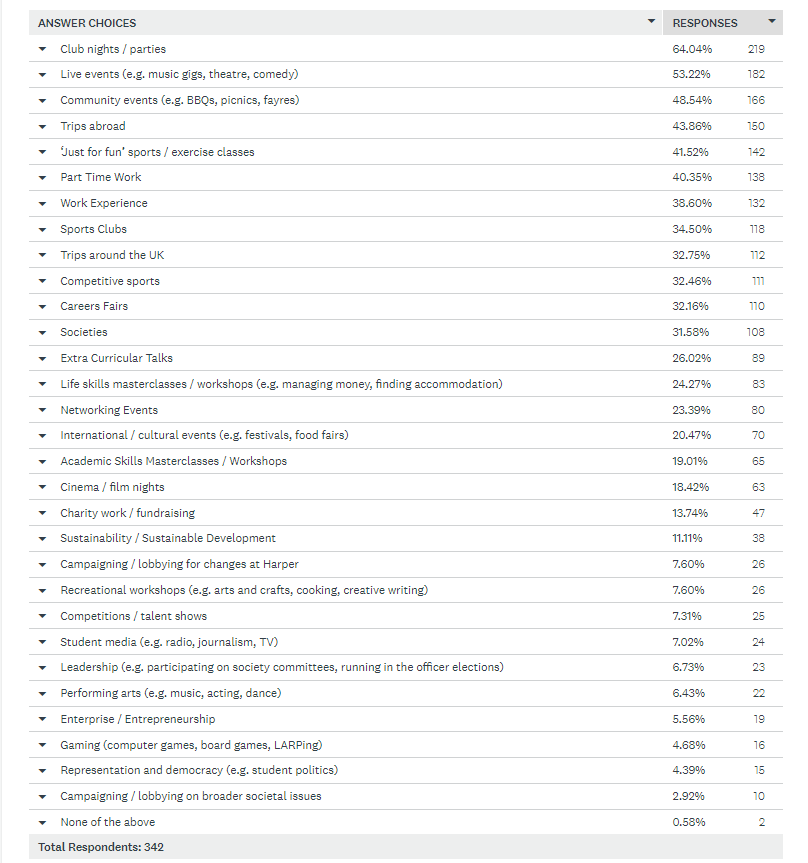 ANSWER CHOICES RESPONSES
Club nights / parties 64.04% 219
Live events (e.g. music gigs, theatre, comedy) 53.22% 182
Community events (e.g. BBQs, picnics, fayres) 48.54% 166
Trips abroad 43.86% 150
‘Just for fun’ sports / exercise classes 41.52% 142
Part Time Work 40.35% 138
Work Experience 38.60% 132
Sports Clubs 34.50% 118
Trips around the UK 32.75% 112
Competitive sports 32.46% 111
Careers Fairs 32.16% 110
Societies 31.58% 108
Extra Curricular Talks 26.02% 89
Life skills masterclasses / workshops (e.g. managing money, finding accommodation) 24.27% 83
Networking Events 23.39% 80
International / cultural events (e.g. festivals, food fairs) 20.47% 70
Academic Skills Masterclasses / Workshops 19.01% 65
Cinema / film nights 18.42% 63
Charity work / fundraising 13.74% 47
Sustainability / Sustainable Development 11.11% 38
Campaigning / lobbying for changes at Harper 7.60% 26
Recreational workshops (e.g. arts and crafts, cooking, creative writing) 7.60% 26
Competitions / talent shows 7.31% 25
Student media (e.g. radio, journalism, TV) 7.02% 24
Leadership (e.g. participating on society committees, running in the officer elections) 6.73% 23
Performing arts (e.g. music, acting, dance) 6.43% 22
Enterprise / Entrepreneurship 5.56% 19
Gaming (computer games, board games, LARPing) 4.68% 16
Representation and democracy (e.g. student politics) 4.39% 15
Campaigning / lobbying on broader societal issues 2.92% 10
None of the above 0.58% 2
Total Respondents: 342